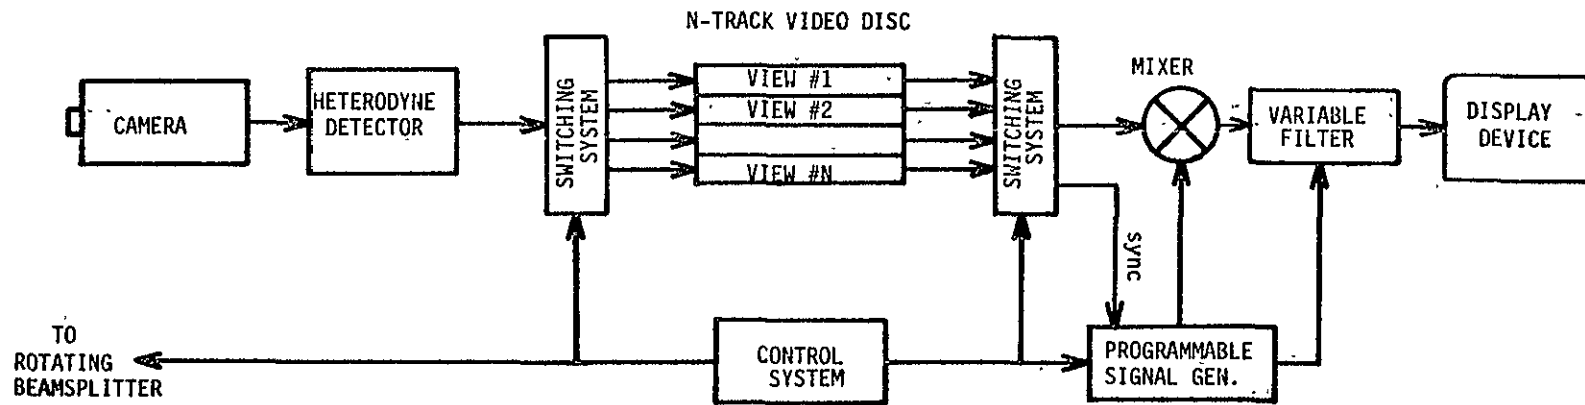 N-TRACK VIDEO DISC
CAMERA
HETERODYNE
DETECTOR
SWITCHING
SYSTEM
VIEW #1
VIEW #2
VIEW #N
SWITCHING
SYSTEM
MIXER
VARIABLE
FILTER
DISPLAY
DEVICE
sync
TO
ROTATING
BEAMSPLITTER
CONTROL
SYSTEM
PROGRAMMABLE
SIGNAL GEN.